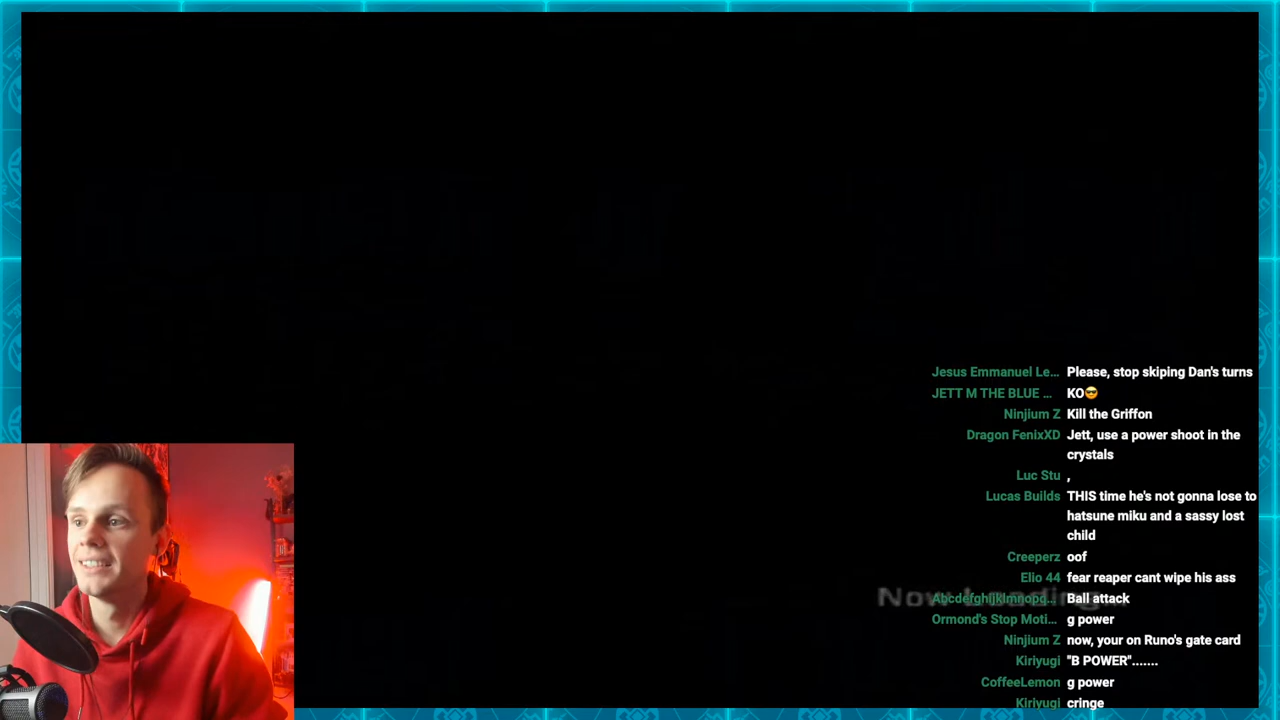 Jesus Emmanuel Le... Please, stop skiping Dan's turns
JETT M THE BLUE ... KO😎
Ninjium Z Kill the Griffon
Dragon FenixXD Jett, use a power shoot in the
crystals
Luc Stu ,
Lucas Builds THIS time he's not gonna lose to
hatsune miku and a sassy lost
child
Creeperz oof
Elio 44 fear reaper cant wipe his ass
Now Loading...
Abcdefghijklmnopq... Ball attack
Ormond's Stop Moti... g power
Ninjium Z now, your on Runo's gate card
Kiriyugi "B POWER".......
CoffeeLemon g power
Kiriyugi cringe